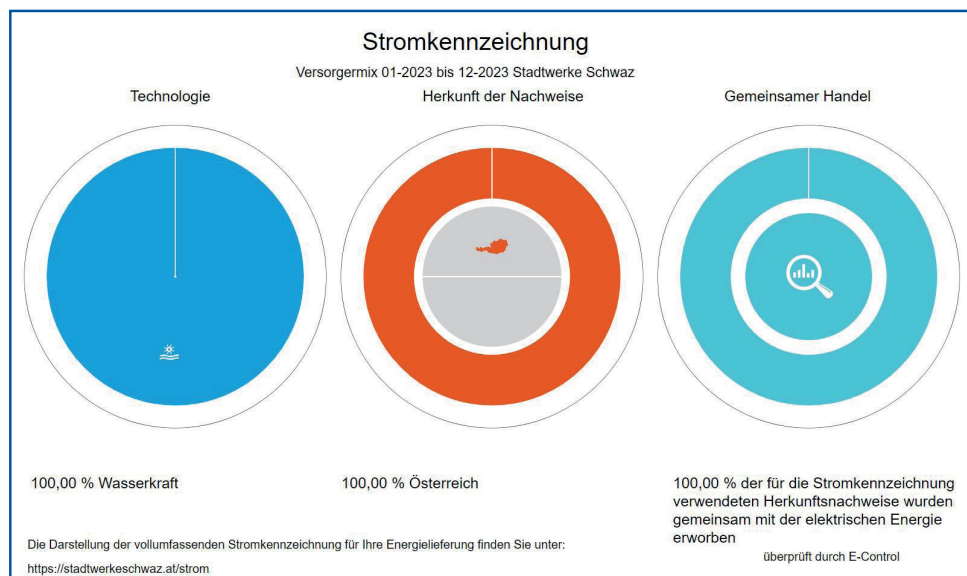 Stromkennzeichnung
Versorgermix 01-2023 bis 12-2023 Stadtwerke Schwaz
Technologie
Herkunft der Nachweise
Gemeinsamer Handel
100,00 % Wasserkraft
100,00 % Österreich
100,00 % der für die Stromkennzeichnung
verwendeten Herkunftsnachweise wurden
gemeinsam mit der elektrischen Energie
erworben
überprüft durch E-Control
Die Darstellung der vollumfassenden Stromkennzeichnung für Ihre Energielieferung finden Sie unter:
https://stadtwerkeschwaz.at/strom